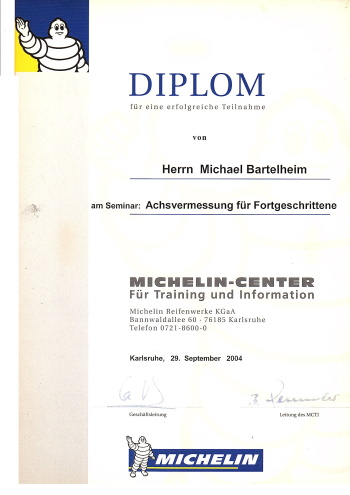 DIPLOM
für eine erfolgreiche Teilnahme
von
Herrn Michael Bartelheim
am Seminar: Achsvermessung für Fortgeschrittene
MICHELIN-CENTER
Für Training und Information
Michelin Reifenwerke KGaA
Bannwaldallee 60 - 76185 Karlsruhe
Telefon 0721-8600-0
Karlsruhe, 29. September 2004
Geschäftsleitung Leitung des MCTI
MICHELIN